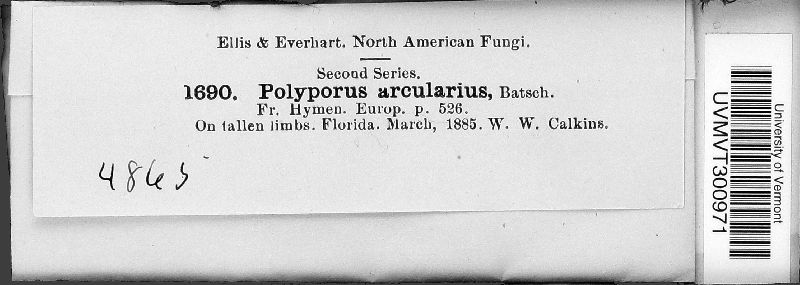 Ellis & Everhart. North American Fungi.
Second Series.
1690. Polyporus arcularius, Batsch.
Fr. Hymen. Europ. p. 526.
On fallen limbs. Florida. March, 1885. W. W. Calkins.
4865
UVMVT300971
University of Vermont